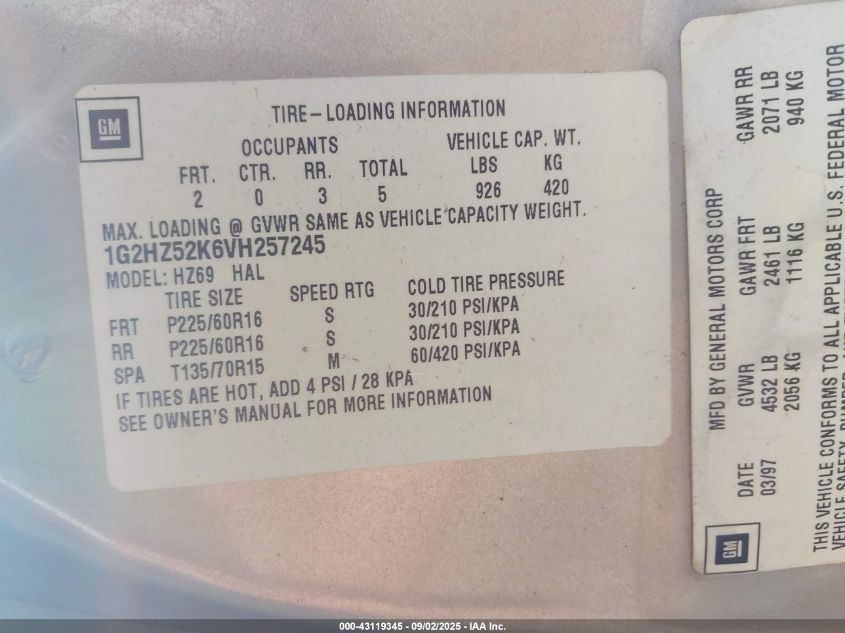 GM
TIRE-LOADING INFORMATION
OCCUPANTS VEHICLE CAP. WT.
FRT. CTR. RR. TOTAL LBS KG
2 0 3 5 926 420
MAX. LOADING @ GVWR SAME AS VEHICLE CAPACITY WEIGHT.
1G2HZ52K6VH257245
MODEL: HZ69 HAL
TIRE SIZE SPEED RTG COLD TIRE PRESSURE
FRT P225/60R16 S 30/210 PSI/KPA
RR P225/60R16 S 30/210 PSI/KPA
SPA T135/70R15 M 60/420 PSI/KPA
IF TIRES ARE HOT, ADD 4 PSI / 28 KPA
SEE OWNER'S MANUAL FOR MORE INFORMATION
GM
MFD BY GENERAL MOTORS CORP
DATE GVWR GAWR FRT GAWR RR
03/97 4532 LB 2461 LB 2071 LB
2056 KG 1116 KG 940 KG
THIS VEHICLE CONFORMS TO ALL APPLICABLE U.S. FEDERAL MOTOR
VEHICLE SAFETY,
000-43119345 - 09/02/2025 - IAA Inc.